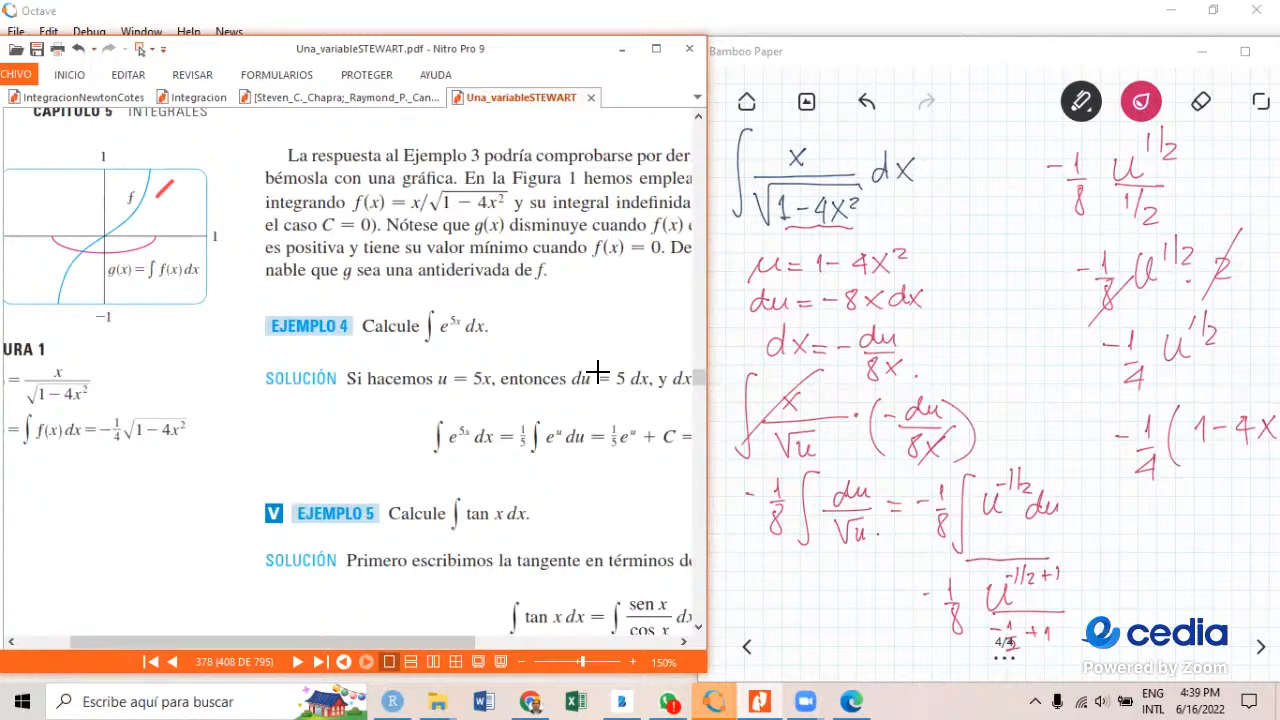 Octave
File Edit Debug Window Help News
Una_variableSTEWART.pdf - Nitro Pro 9
CHIVO INICIO EDITAR REVISAR FORMULARIOS PROTEGER AYUDA
IntegracionNewtonCotes Integracion [Steven_C._Chapra;_Raymond_P._Can... Una_variableSTEWART
CAPÍTULO 5 INTEGRALES
1
f
1
g(x) = ∫ f(x) dx
−1
URA 1
= x / √1 − 4x²
= ∫ f(x) dx = −1/4 √1 − 4x²
La respuesta al Ejemplo 3 podría comprobarse por der
bémosla con una gráfica. En la Figura 1 hemos emplea
integrando f(x) = x/√1 − 4x² y su integral indefinida
el caso C = 0). Nótese que g(x) disminuye cuando f(x) e
es positiva y tiene su valor mínimo cuando f(x) = 0. De
nable que g sea una antiderivada de f.
EJEMPLO 4 Calcule ∫ e^5x dx.
SOLUCIÓN Si hacemos u = 5x, entonces du = 5 dx, y dx
∫ e^5x dx = 1/5 ∫ e^u du = 1/5 e^u + C =
V EJEMPLO 5 Calcule ∫ tan x dx.
SOLUCIÓN Primero escribimos la tangente en términos de
∫ tan x dx = ∫ sen x / cos x dx
378 (408 DE 795)
150%
Bamboo Paper
∫ x / √1 − 4x² dx
u = 1 − 4x²
du = −8x dx
dx = − du / 8x.
∫ x / √u · (− du / 8x)
−1/8 ∫ du / √u. = −1/8 ∫ u^−1/2 du
−1/8 u^−1/2+1 / −1/2 +1
−1/8 u^1/2 / 1/2
−1/8 u^1/2 · 2
−1/4 u^1/2
−1/4 (1 − 4x
4/4
cedia
Powered by Zoom
Escribe aquí para buscar
ENG
INTL
4:39 PM
6/16/2022